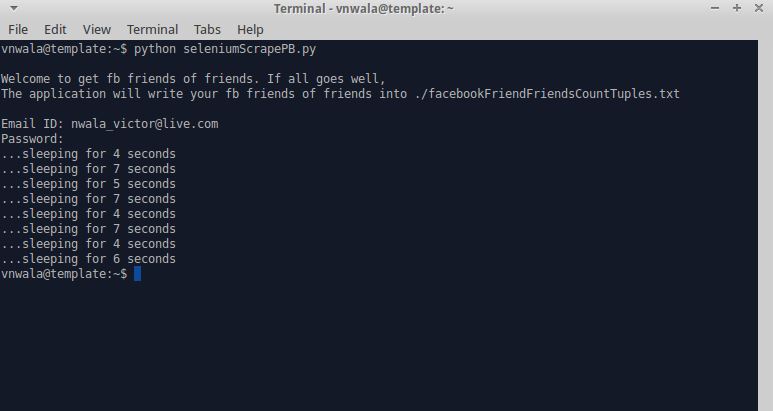 Terminal - vnwala@template: ~
File Edit View Terminal Tabs Help
vnwala@template:~$ python seleniumScrapePB.py
Welcome to get fb friends of friends. If all goes well,
The application will write your fb friends of friends into ./facebookFriendFriendsCountTuples.txt
Email ID: nwala_victor@live.com
Password:
...sleeping for 4 seconds
...sleeping for 7 seconds
...sleeping for 5 seconds
...sleeping for 7 seconds
...sleeping for 4 seconds
...sleeping for 7 seconds
...sleeping for 4 seconds
...sleeping for 6 seconds
vnwala@template:~$